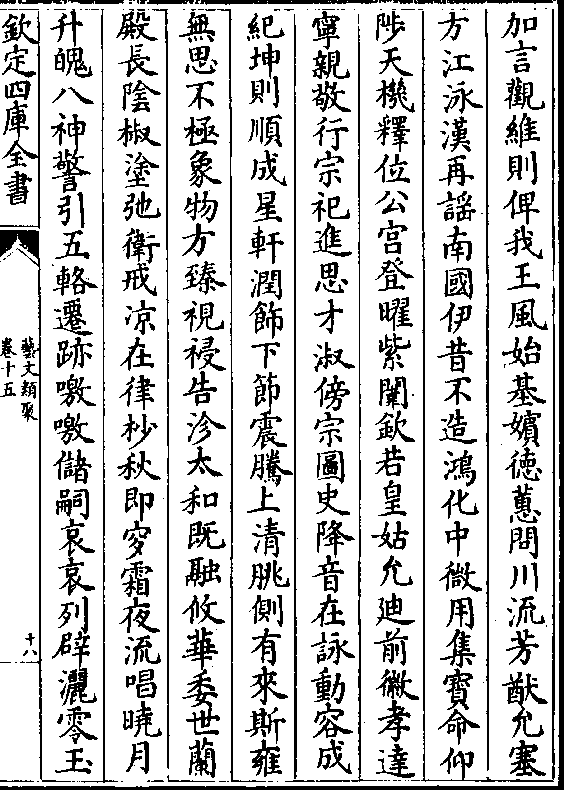 加言觀維則俾我王風始基嬪徳蕙問川流芳猷允塞
方江泳漢再謡南國伊昔不造鴻化中微用集寳命仰
陟天機釋位公宫登曜紫闈欽若皇姑允廸前徽孝達
寧親敬行宗祀進思才淑傍宗圖史降音在詠動容成
紀坤則順成星軒潤飾下節震騰上清朓側有來斯雍
無思不極象物方臻視祲告沴太和既融攸華委世蘭
殿長隂椒塗弛衞戒凉在律杪秋即穸霜夜流唱曉月
升魄八神警引五輅遷跡噭噭儲嗣哀哀列辟灑零玉
欽定四庫全書
藝文類聚
卷十五
十八